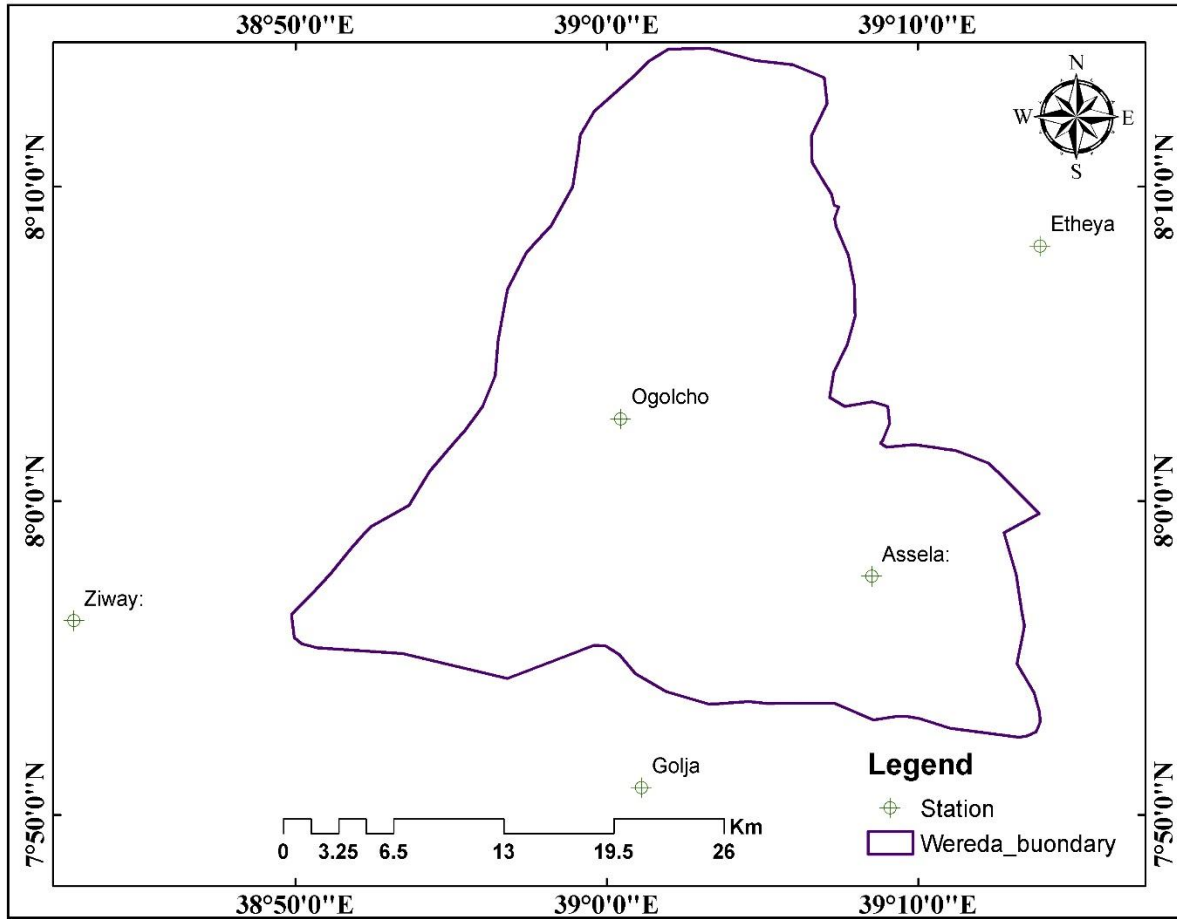 38°50'0"E 39°0'0"E 39°10'0"E
N
W E
S
8°10'0"N 8°10'0"N
Etheya
Ogolcho
8°0'0"N 8°0'0"N
Assela:
Ziway:
Golja
Legend
Station
Wereda_buondary
Km
0 3.25 6.5 13 19.5 26
7°50'0"N 7°50'0"N
38°50'0"E 39°0'0"E 39°10'0"E